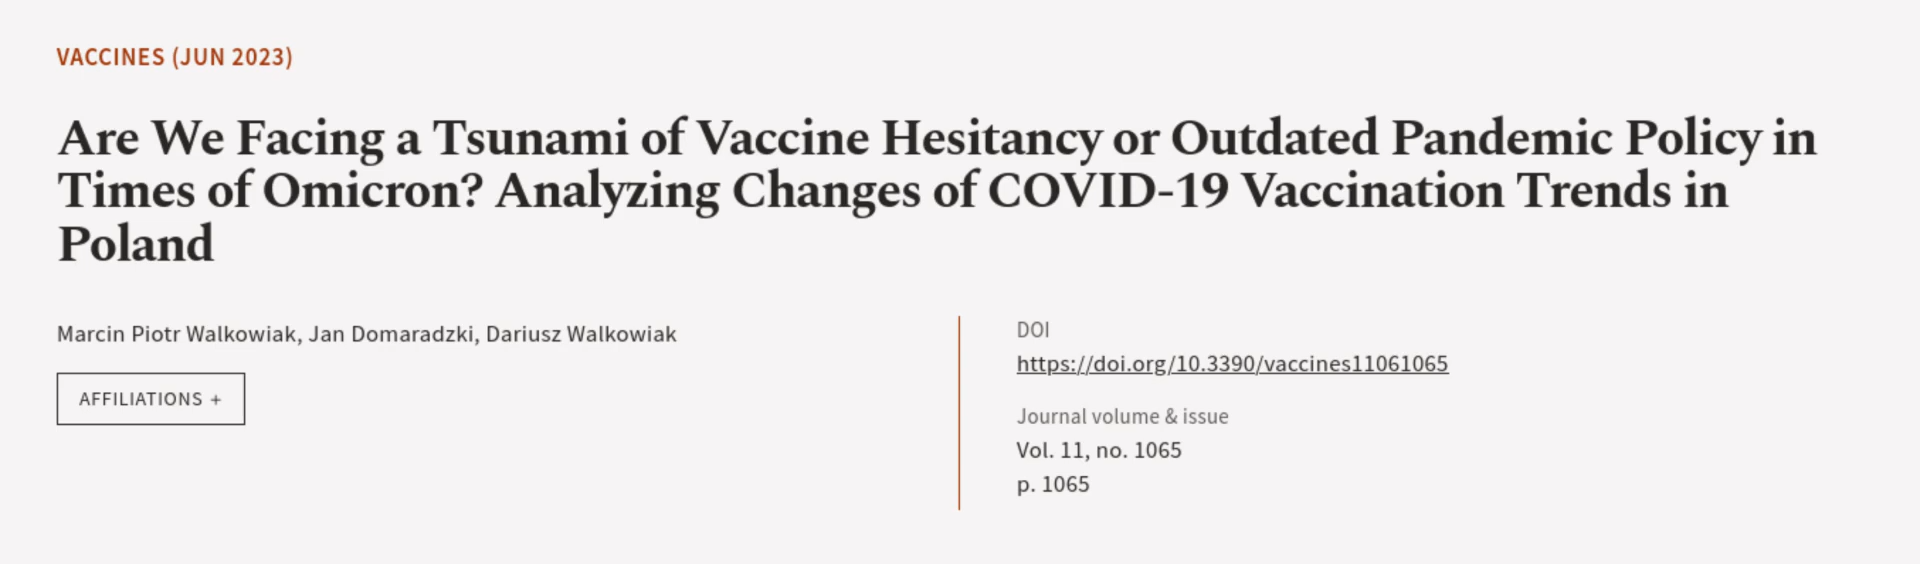 VACCINES (JUN 2023)
Are We Facing a Tsunami of Vaccine Hesitancy or Outdated Pandemic Policy in
Times of Omicron? Analyzing Changes of COVID-19 Vaccination Trends in
Poland
Marcin Piotr Walkowiak, Jan Domaradzki, Dariusz Walkowiak
AFFILIATIONS +
DOI
https://doi.org/10.3390/vaccines11061065
Journal volume & issue
Vol. 11, no. 1065
p. 1065